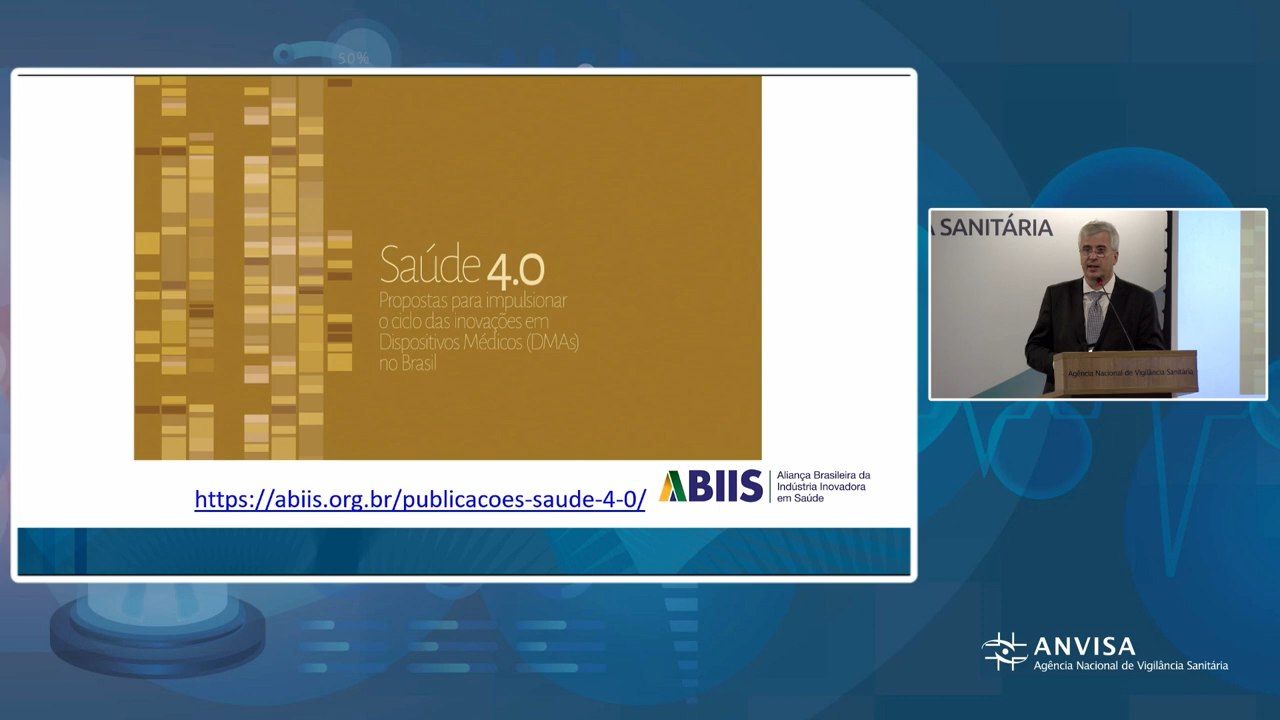 50%
Saúde 4.0
Propostas para impulsionar
o ciclo das inovações em
Dispositivos Médicos (DMAs)
no Brasil
https://abiis.org.br/publicacoes-saude-4-0/
ABIIS
Aliança Brasileira da
Indústria Inovadora
em Saúde
A SANITÁRIA
Agência Nacional de Vigilância Sanitária
ANVISA
Agência Nacional de Vigilância Sanitária